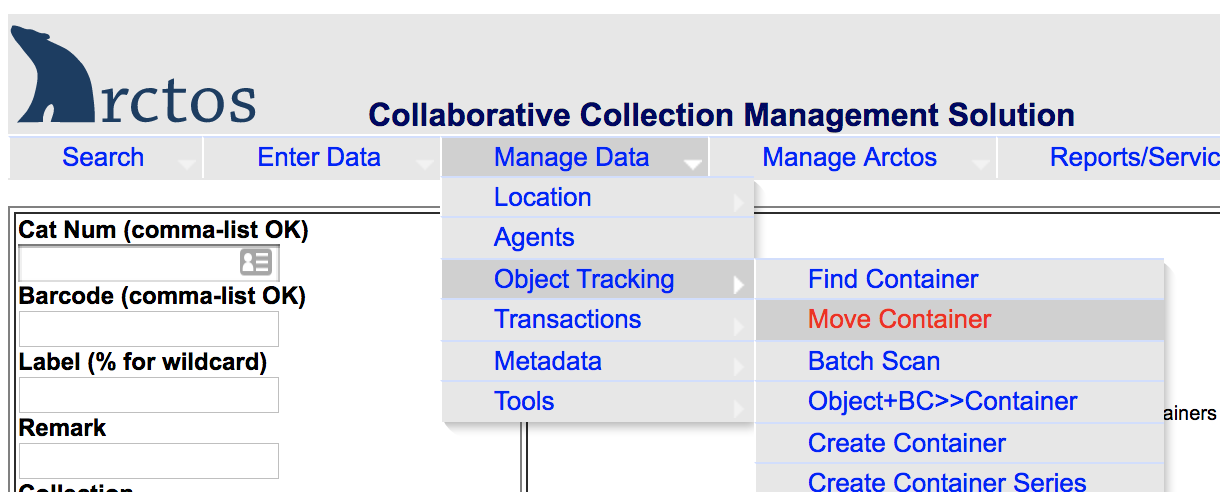 Arctos
Collaborative Collection Management Solution
Search
Enter Data
Manage Data
Manage Arctos
Reports/Servic
Location
Agents
Object Tracking
Transactions
Metadata
Tools
Find Container
Move Container
Batch Scan
Object+BC>>Container
Create Container
Create Container Series
Cat Num (comma-list OK)
Barcode (comma-list OK)
Label (% for wildcard)
Remark
Collection
ainers